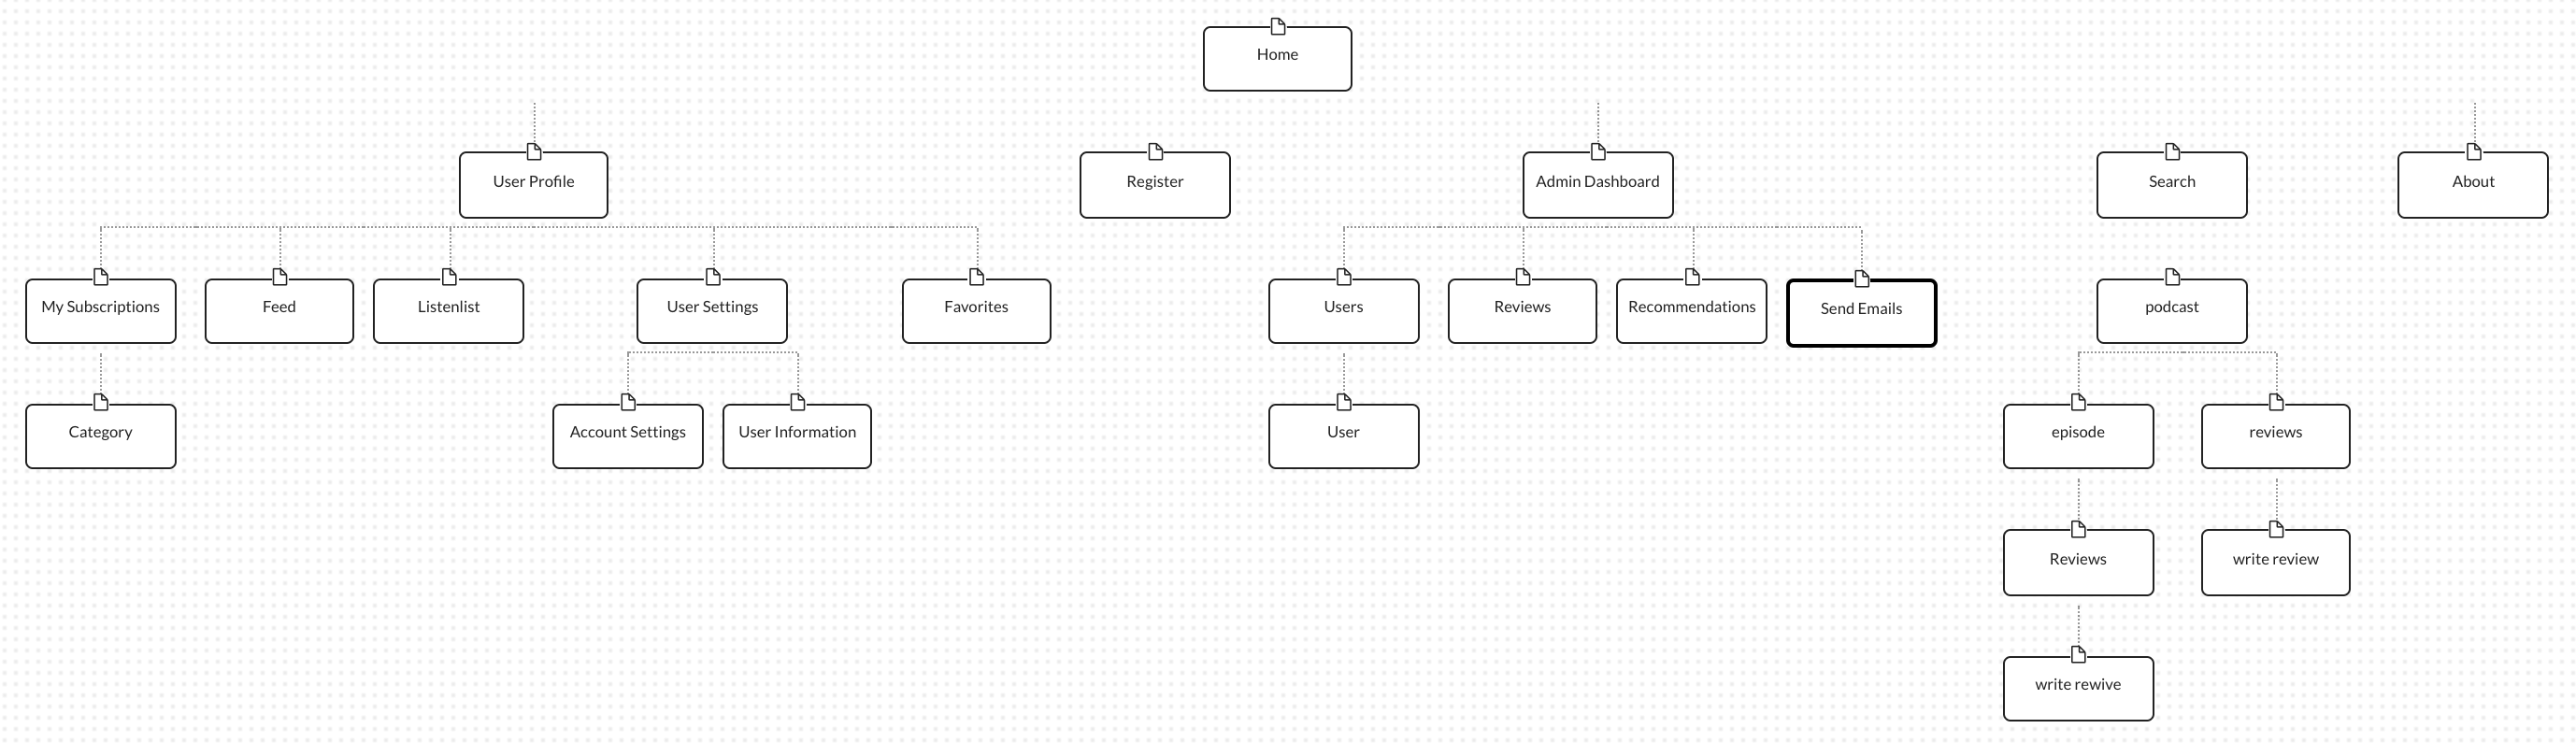 Home
User Profile
Register
Admin Dashboard
Search
About
My Subscriptions
Feed
Listenlist
User Settings
Favorites
Users
Reviews
Recommendations
Send Emails
podcast
Category
Account Settings
User Information
User
episode
reviews
Reviews
write review
write rewive